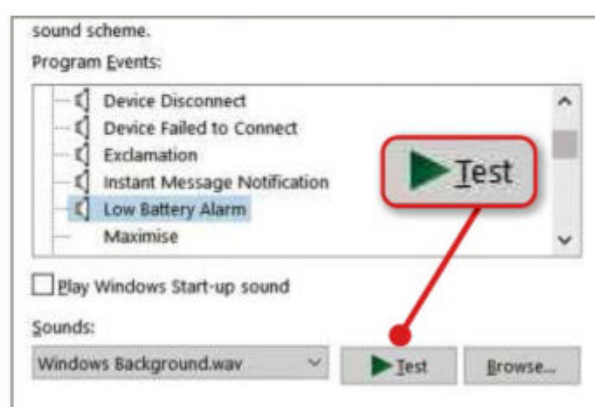 sound scheme.
Program Events:
Device Disconnect
Device Failed to Connect
Exclamation
Instant Message Notification
Low Battery Alarm
Maximise
Test
Play Windows Start-up sound
Sounds:
Windows Background.wav
Test
Browse...